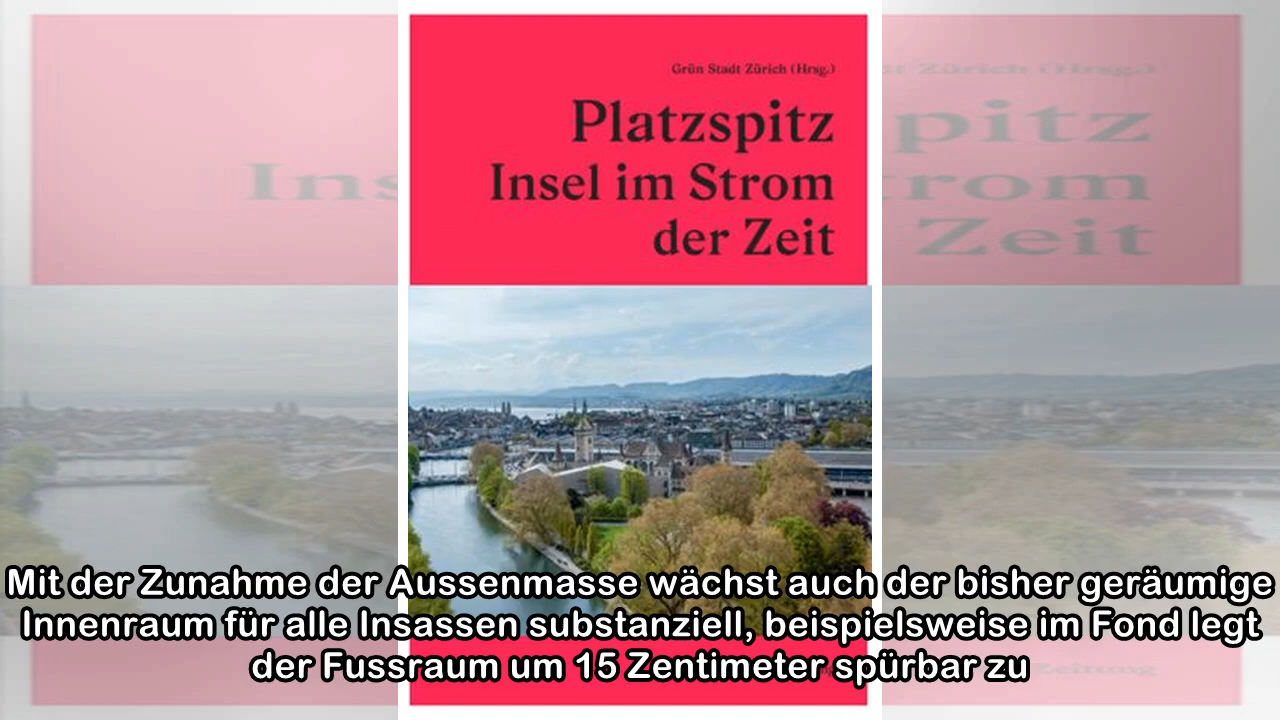 Grün Stadt Zürich (Hrsg.)
Platzspitz
Insel im Strom
der Zeit
Mit der Zunahme der Aussenmasse wächst auch der bisher geräumige
Innenraum für alle Insassen substanziell, beispielsweise im Fond legt
der Fussraum um 15 Zentimeter spürbar zu